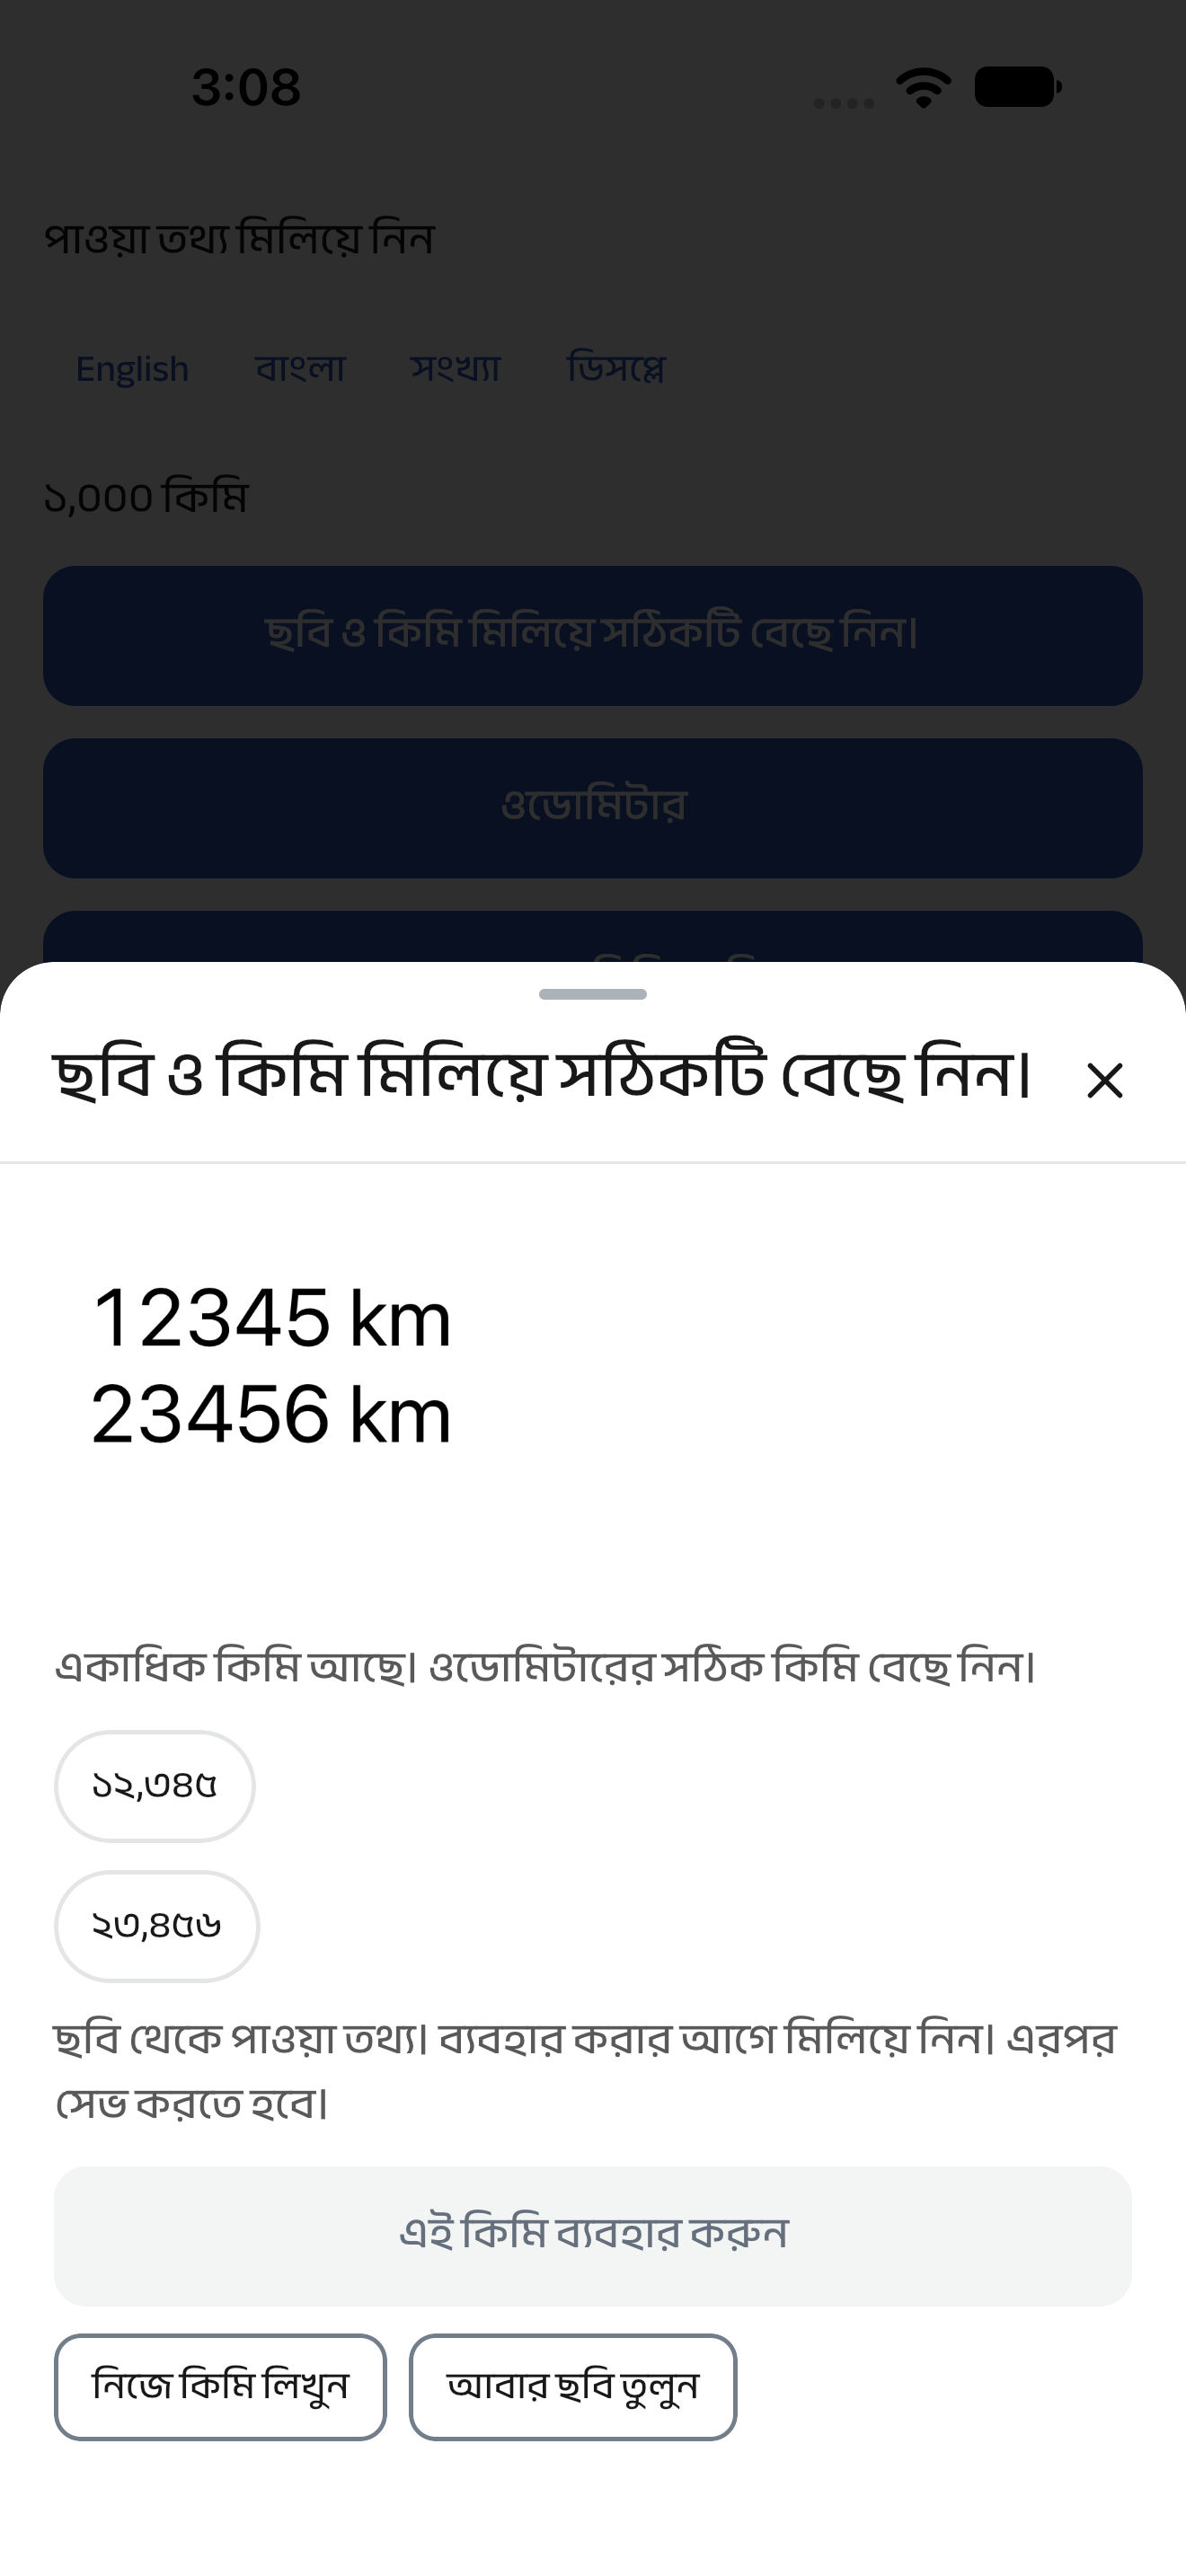 3:08
পাওয়া তথ্য মিলিয়ে নিন
English বাংলা সংখ্যা ডিসপ্লে
১,০০০ কিমি
ছবি ও কিমি মিলিয়ে সঠিকটি বেছে নিন।
ওডোমিটার
ছবি ও কিমি মিলিয়ে সঠিকটি বেছে নিন।
12345 km
23456 km
একাধিক কিমি আছে। ওডোমিটারের সঠিক কিমি বেছে নিন।
১২,৩৪৫
২৩,৪৫৬
ছবি থেকে পাওয়া তথ্য। ব্যবহার করার আগে মিলিয়ে নিন। এরপর
সেভ করতে হবে।
এই কিমি ব্যবহার করুন
নিজে কিমি লিখুন আবার ছবি তুলুন